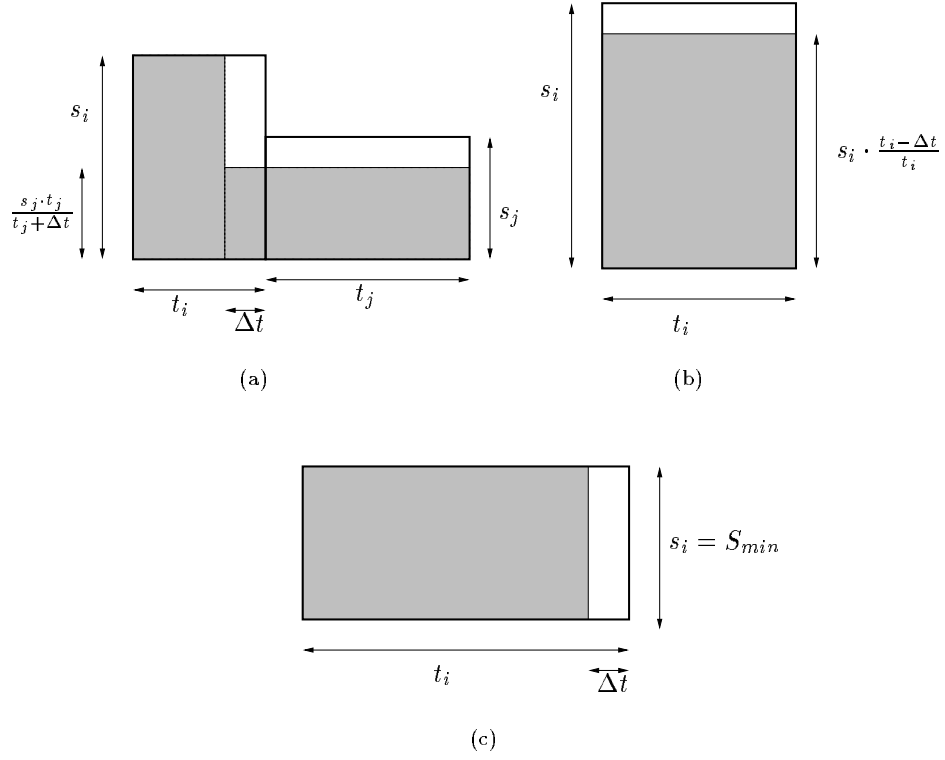 s_i
s_j·t_j
t_j+Δt
s_j
t_i
t_j
Δt
(a)
s_i
s_i · t_i−Δt
t_i
t_i
(b)
s_i = S_min
t_i
Δt
(c)